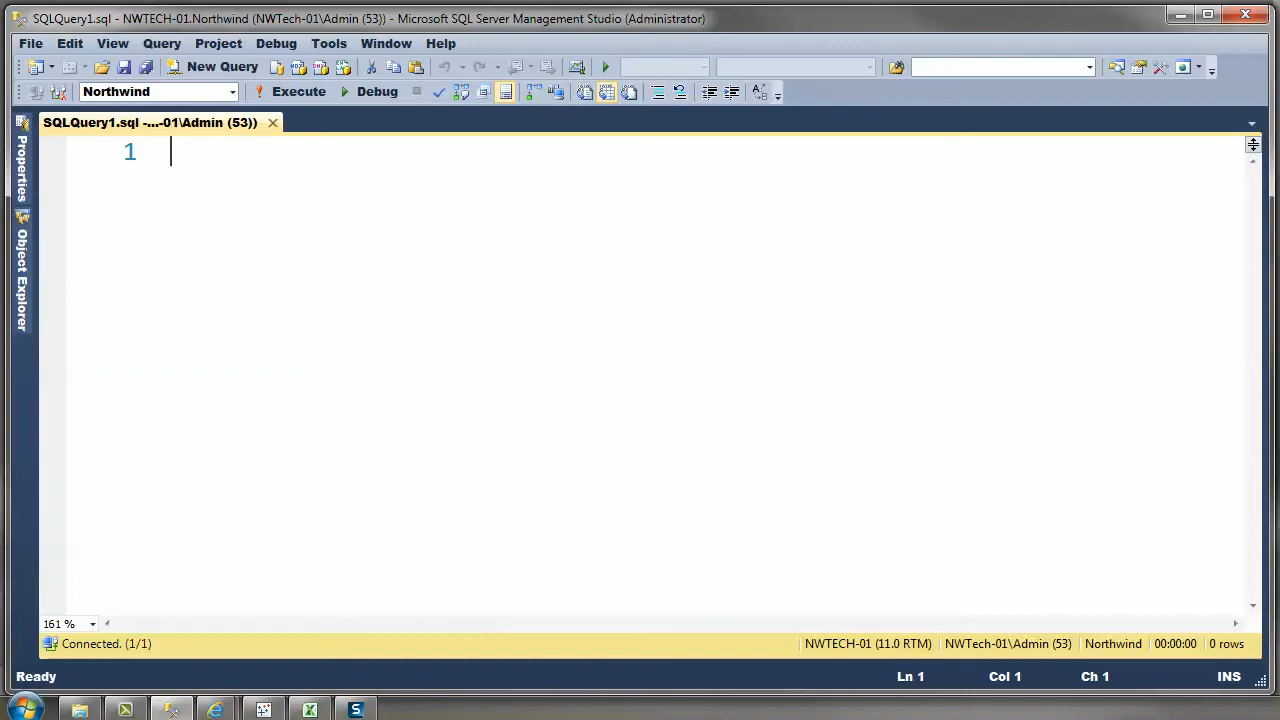 SQLQuery1.sql - NWTECH-01.Northwind (NWTech-01\Admin (53)) - Microsoft SQL Server Management Studio (Administrator)
File Edit View Query Project Debug Tools Window Help
New Query
Northwind Execute Debug
SQLQuery1.sql -...-01\Admin (53))
1
Properties
Object Explorer
161 %
Connected. (1/1) NWTECH-01 (11.0 RTM) NWTech-01\Admin (53) Northwind 00:00:00 0 rows
Ready Ln 1 Col 1 Ch 1 INS